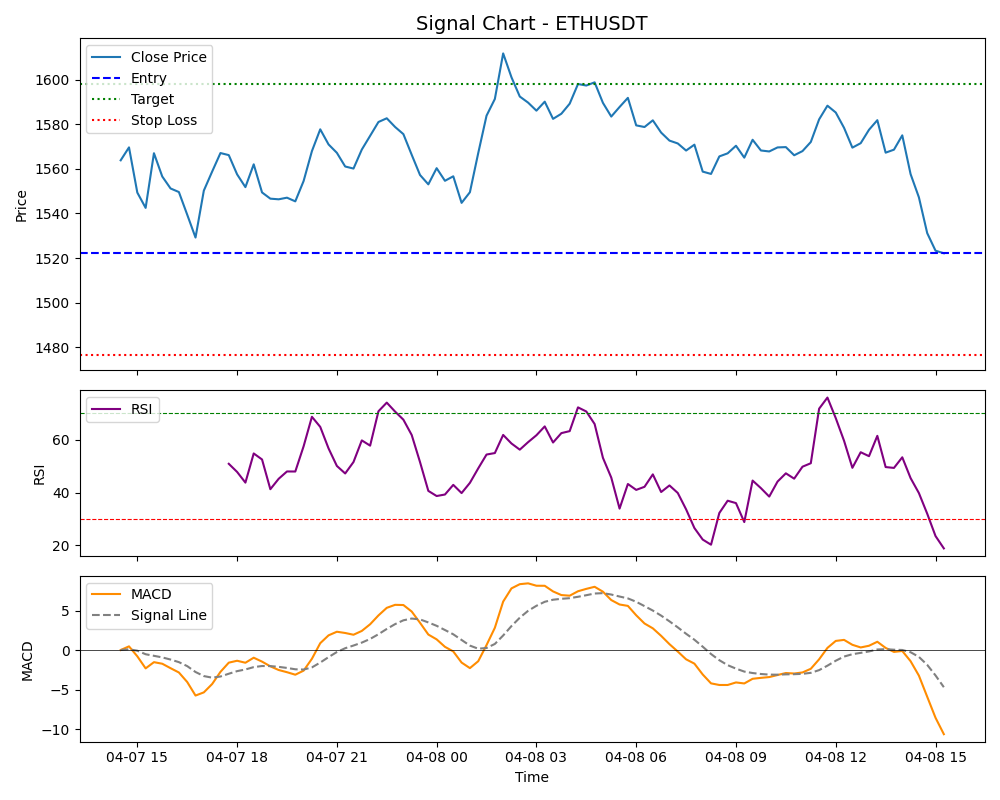 Signal Chart - ETHUSDT
Close Price
Entry
Target
Stop Loss
1600
1580
1560
1540
1520
1500
1480
Price
RSI
60
40
20
RSI
MACD
Signal Line
5
0
−5
−10
MACD
04-07 15 04-07 18 04-07 21 04-08 00 04-08 03 04-08 06 04-08 09 04-08 12 04-08 15
Time